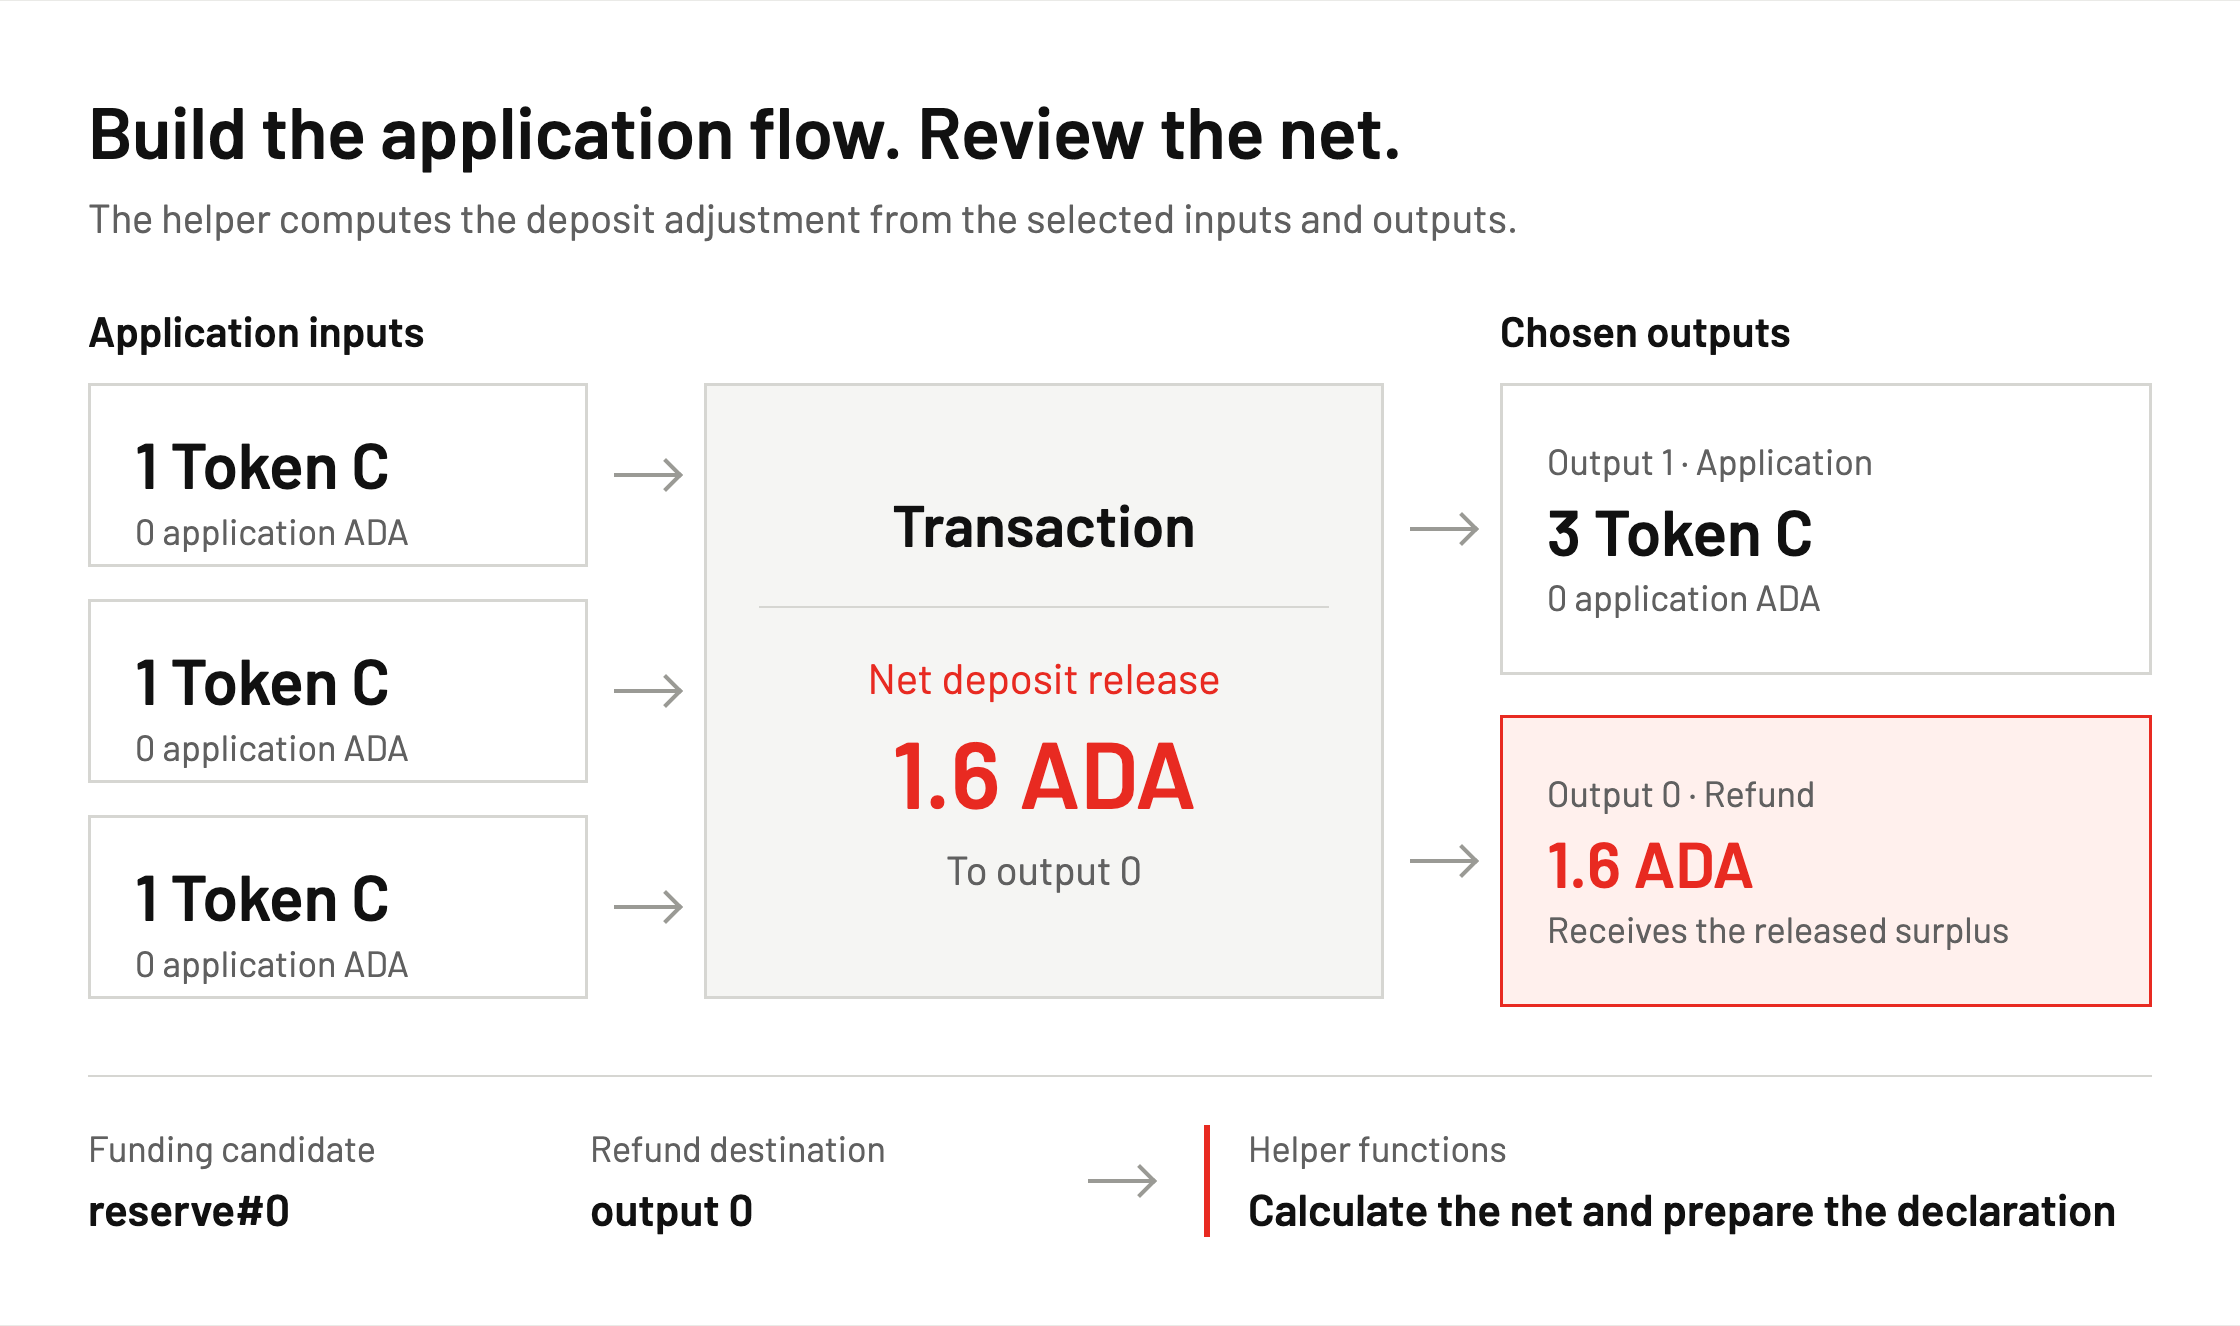 Build the application flow. Review the net.
The helper computes the deposit adjustment from the selected inputs and outputs.
Application inputs
1 Token C
0 application ADA
1 Token C
0 application ADA
1 Token C
0 application ADA
Transaction
Net deposit release
1.6 ADA
To output 0
Chosen outputs
Output 1 · Application
3 Token C
0 application ADA
Output 0 · Refund
1.6 ADA
Receives the released surplus
Funding candidate
reserve#0
Refund destination
output 0
Helper functions
Calculate the net and prepare the declaration